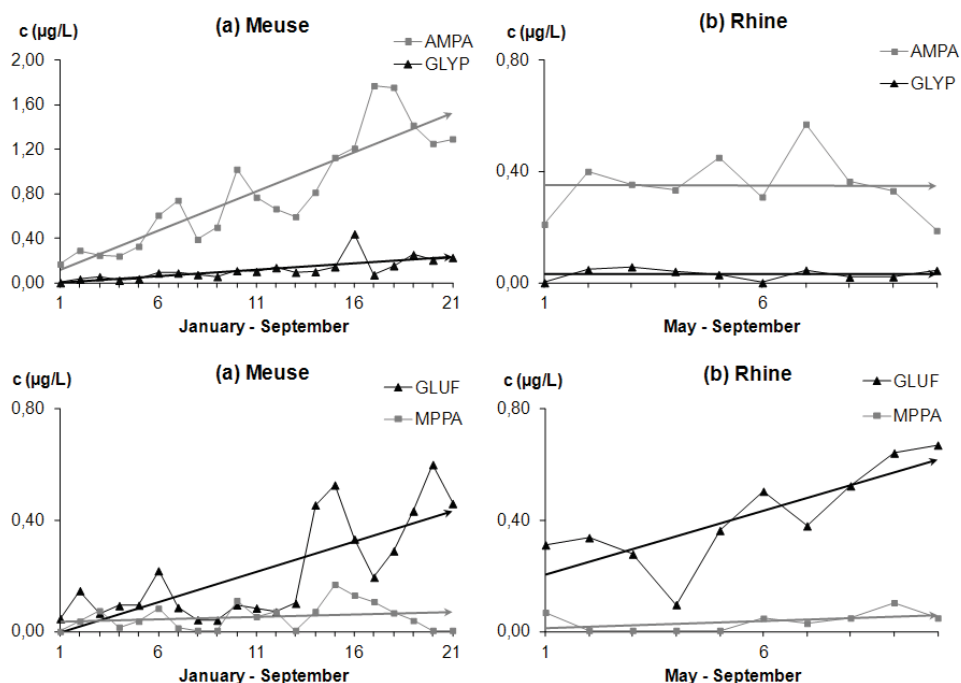 c (µg/L)
(a) Meuse
AMPA
GLYP
2,00
1,60
1,20
0,80
0,40
0,00
1 6 11 16 21
January - September
c (µg/L)
(b) Rhine
AMPA
GLYP
0,80
0,40
0,00
1 6
May - September
c (µg/L)
(a) Meuse
GLUF
MPPA
0,80
0,40
0,00
1 6 11 16 21
January - September
c (µg/L)
(b) Rhine
GLUF
MPPA
0,80
0,40
0,00
1 6
May - September